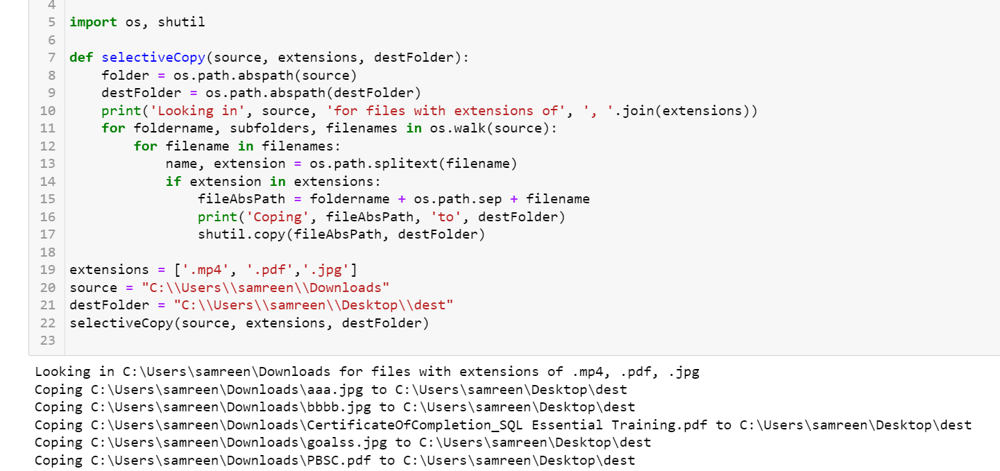 4
5 import os, shutil
6
7 def selectiveCopy(source, extensions, destFolder):
8     folder = os.path.abspath(source)
9     destFolder = os.path.abspath(destFolder)
10     print('Looking in', source, 'for files with extensions of', ', '.join(extensions))
11     for foldername, subfolders, filenames in os.walk(source):
12         for filename in filenames:
13             name, extension = os.path.splitext(filename)
14             if extension in extensions:
15                 fileAbsPath = foldername + os.path.sep + filename
16                 print('Coping', fileAbsPath, 'to', destFolder)
17                 shutil.copy(fileAbsPath, destFolder)
18
19 extensions = ['.mp4', '.pdf','.jpg']
20 source = "C:\\Users\\samreen\\Downloads"
21 destFolder = "C:\\Users\\samreen\\Desktop\\dest"
22 selectiveCopy(source, extensions, destFolder)
23
Looking in C:\Users\samreen\Downloads for files with extensions of .mp4, .pdf, .jpg
Coping C:\Users\samreen\Downloads\aaa.jpg to C:\Users\samreen\Desktop\dest
Coping C:\Users\samreen\Downloads\bbbb.jpg to C:\Users\samreen\Desktop\dest
Coping C:\Users\samreen\Downloads\CertificateOfCompletion_SQL Essential Training.pdf to C:\Users\samreen\Desktop\dest
Coping C:\Users\samreen\Downloads\goalss.jpg to C:\Users\samreen\Desktop\dest
Coping C:\Users\samreen\Downloads\PBSC.pdf to C:\Users\samreen\Desktop\dest